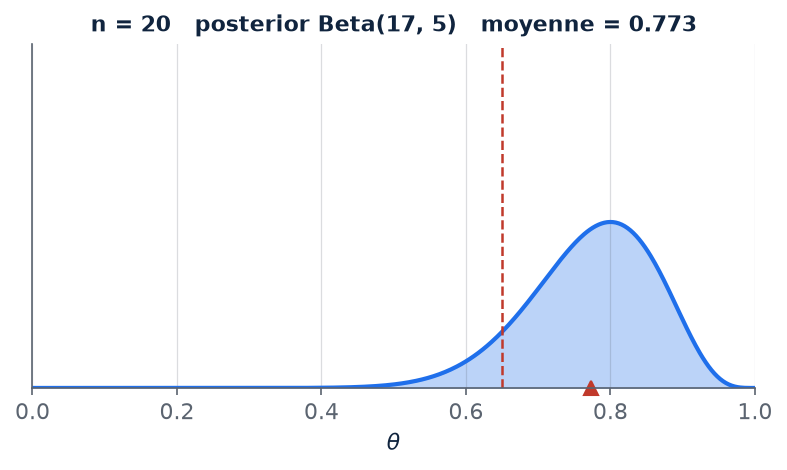 n = 20   posterior Beta(17, 5)   moyenne = 0.773
0.0 0.2 0.4 0.6 0.8 1.0
θ